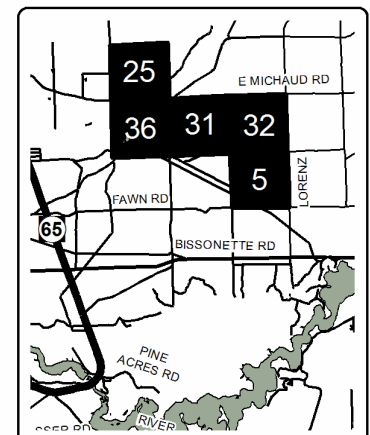 25
E MICHAUD RD
36
31
32
5
LORENZ
FAWN RD
65
BISSONETTE RD
PINE
ACRES RD
RIVER